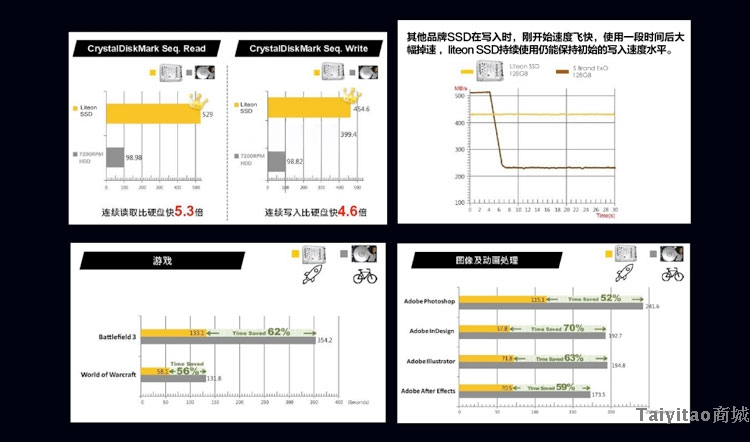 CrystalDiskMark Seq. Read
CrystalDiskMark Seq. Write
Liteon SSD
529
7200RPM HDD
98.98
0 100 200 300 400 500
连续读取比硬盘快5.3倍
Liteon SSD
454.6
399.4
7200RPM HDD
98.82
0 100 200 300 400 500
连续写入比硬盘快4.6倍
其他品牌SSD在写入时，刚开始速度飞快，使用一段时间后大
幅掉速 ，liteon SSD持续使用仍能保持初始的写入速度水平。
Liteon SSD 128GB
S Brand EVO 128GB
MB/s
500
400
300
200
100
0 2 4 6 8 10 12 14 16 18 20 22 24 26 28 30
Time(s)
游戏
Battlefield 3
133.1
Time Saved 62%
354.2
World of Warcraft
58.1
Time Saved
56%
131.8
0 50 100 150 200 250 300 350 400 (Seconds)
图像及动画处理
Adobe Photoshop
115.1
Time Saved 52%
241.6
Adobe InDesign
57.8
Time Saved 70%
192.7
Adobe Illustrator
71.8
Time Saved 63%
194.8
Adobe After Effects
70.5
Time Saved 59%
173.5
0 50 100 150 200
Taiyitao商城